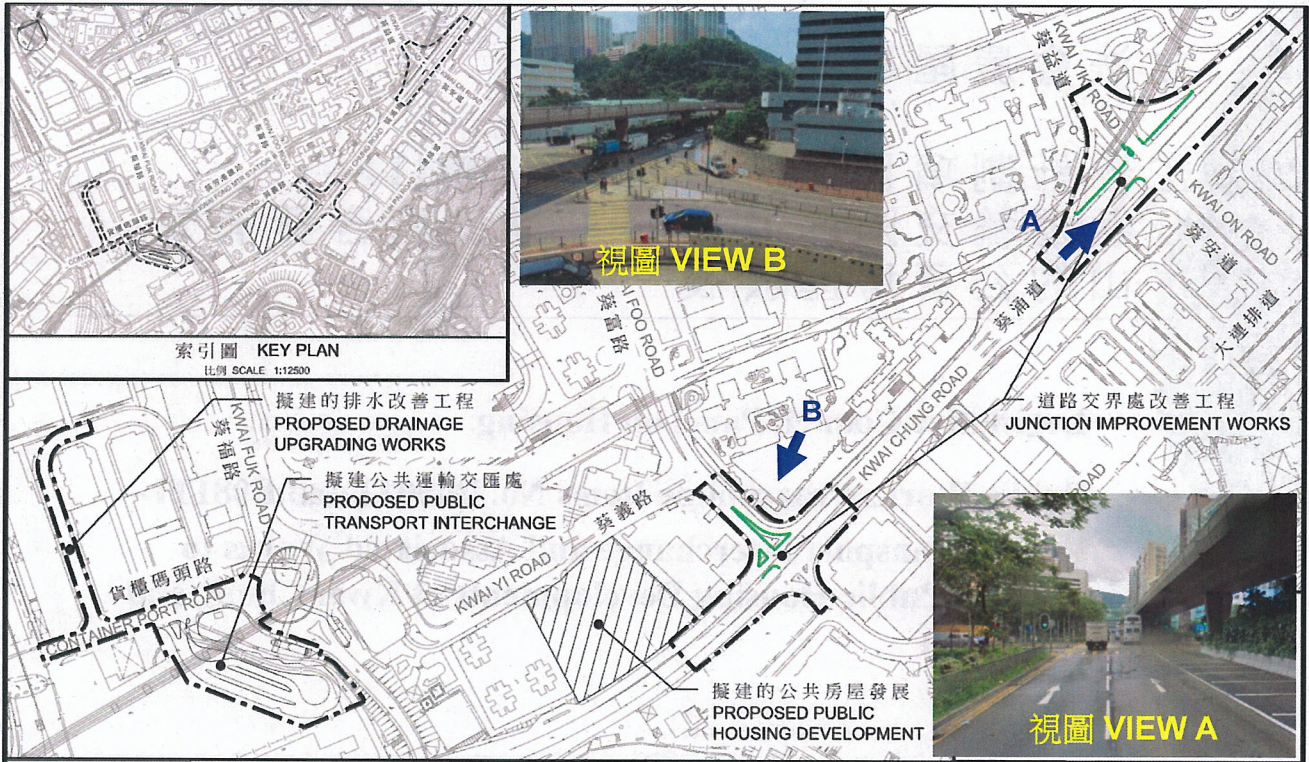 索引圖 KEY PLAN
比例 SCALE 1:12500
視圖 VIEW B
葵益道
KWAI YIK ROAD
A
KWAI ON ROAD
葵安道
大連排道
葵涌道
KWAI CHUNG ROAD
葵富路
KWAI FOO ROAD
B
道路交界處改善工程
JUNCTION IMPROVEMENT WORKS
擬建的排水改善工程
PROPOSED DRAINAGE
UPGRADING WORKS
KWAI FUK ROAD
葵福路
擬建公共運輸交匯處
PROPOSED PUBLIC
TRANSPORT INTERCHANGE
葵義路
KWAI YI ROAD
貨櫃碼頭路
CONTAINER PORT ROAD
擬建的公共房屋發展
PROPOSED PUBLIC
HOUSING DEVELOPMENT
ROAD
視圖 VIEW A